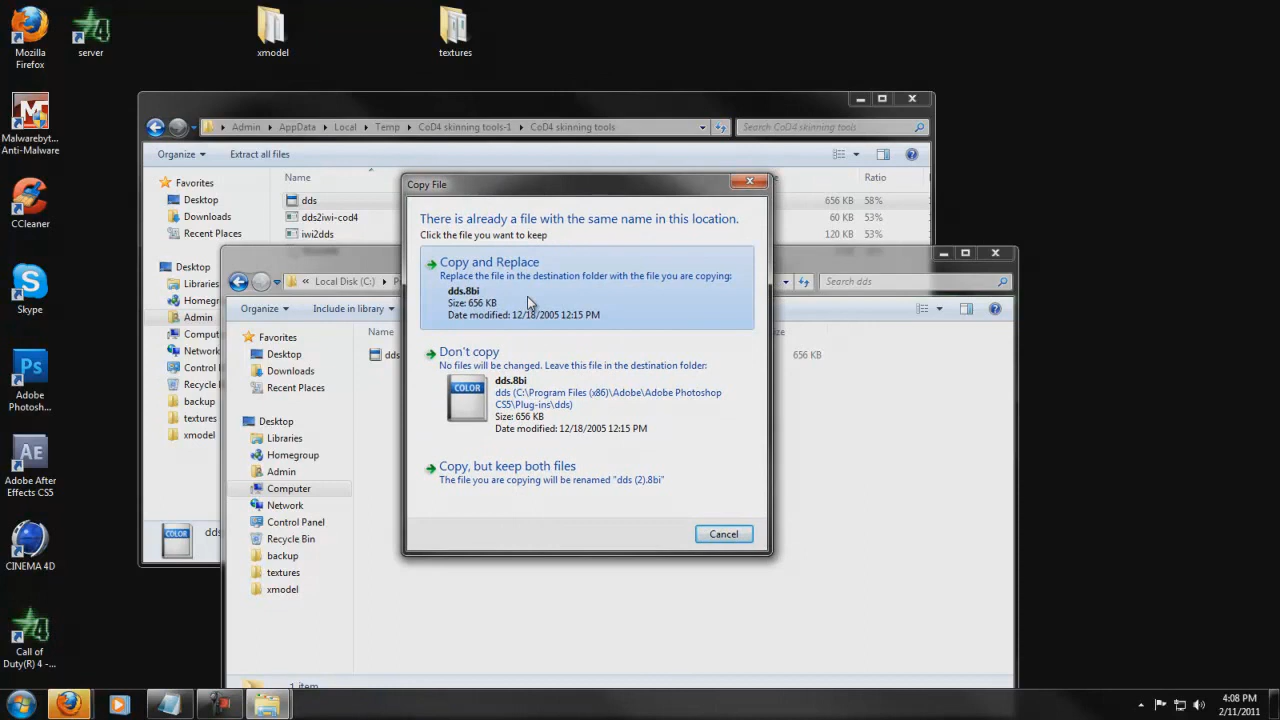 Mozilla
Firefox
server
xmodel
textures
Malwarebyt...
Anti-Malware
CCleaner
Skype
Adobe
Photosh...
Adobe After
Effects CS5
CINEMA 4D
Call of
Duty(R) 4 -...
Admin
AppData
Local
Temp
CoD4 skinning tools-1
CoD4 skinning tools
Search CoD4 skinning tools
Organize
Extract all files
Favorites
Desktop
Downloads
Recent Places
Name
Ratio
dds
656 KB
58%
dds2iwi-cod4
60 KB
53%
iwi2dds
120 KB
53%
Desktop
Libraries
Homegr
Admin
Comput
Network
Control
Recycle
backup
textures
xmodel
dds
« Local Disk (C:)
P
Search dds
Organize
Include in library
Favorites
Desktop
Downloads
Recent Places
Desktop
Libraries
Homegroup
Admin
Computer
Network
Control Panel
Recycle Bin
backup
textures
xmodel
Name
dds
656 KB
1 item
Copy File
There is already a file with the same name in this location.
Click the file you want to keep
Copy and Replace
Replace the file in the destination folder with the file you are copying:
dds.8bi
Size: 656 KB
Date modified: 12/18/2005 12:15 PM
Don't copy
No files will be changed. Leave this file in the destination folder:
COLOR
dds.8bi
dds (C:\Program Files (x86)\Adobe\Adobe Photoshop
CS5\Plug-ins\dds)
Size: 656 KB
Date modified: 12/18/2005 12:15 PM
Copy, but keep both files
The file you are copying will be renamed "dds (2).8bi"
Cancel
COLOR
4:08 PM
2/11/2011